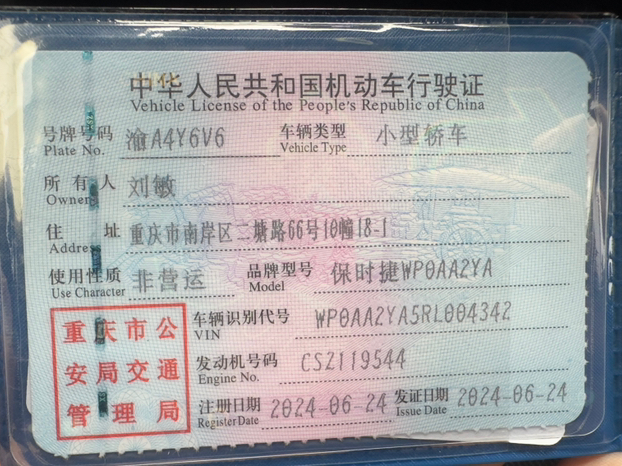 中华人民共和国机动车行驶证
Vehicle License of the People's Republic of China
号牌号码 渝A4Y6V6 车辆类型 小型轿车
Plate No. Vehicle Type
所有人 刘敏
Owner
住址 重庆市南岸区二塘路66号10幢18-1
Address
使用性质 非营运 品牌型号 保时捷WP0AA2YA
Use Character Model
重庆市公安局交通管理局
车辆识别代号 WP0AA2YA5RL004342
VIN
发动机号码 CSZ119544
Engine No.
注册日期 2024-06-24 发证日期 2024-06-24
Register Date Issue Date